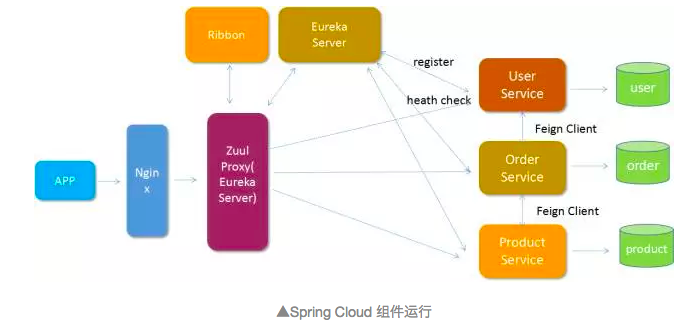 Ribbon
Eureka
Server
register
User
Service
user
heath check
Feign Client
APP
Ngin
x
Zuul
Proxy(
Eureka
Server)
Order
Service
order
Feign Client
Product
Service
product
▲Spring Cloud 组件运行